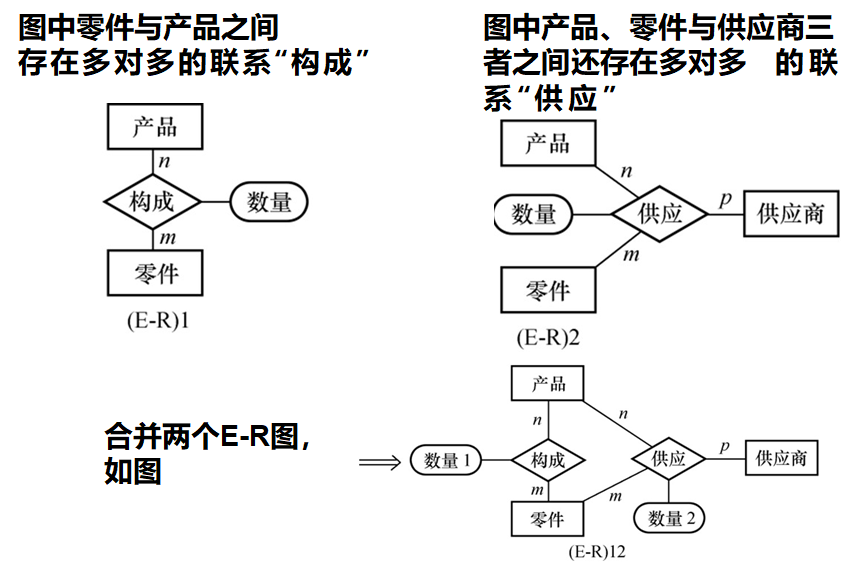 图中零件与产品之间
存在多对多的联系“构成”
产品
n
构成
数量
m
零件
(E-R)1
图中产品、零件与供应商三
者之间还存在多对多 的联
系“供应”
产品
n
数量
供应
p
供应商
m
零件
(E-R)2
合并两个E-R图，
如图
产品
n
n
数量 1
构成
供应
p
供应商
m
m
零件
数量 2
(E-R)12